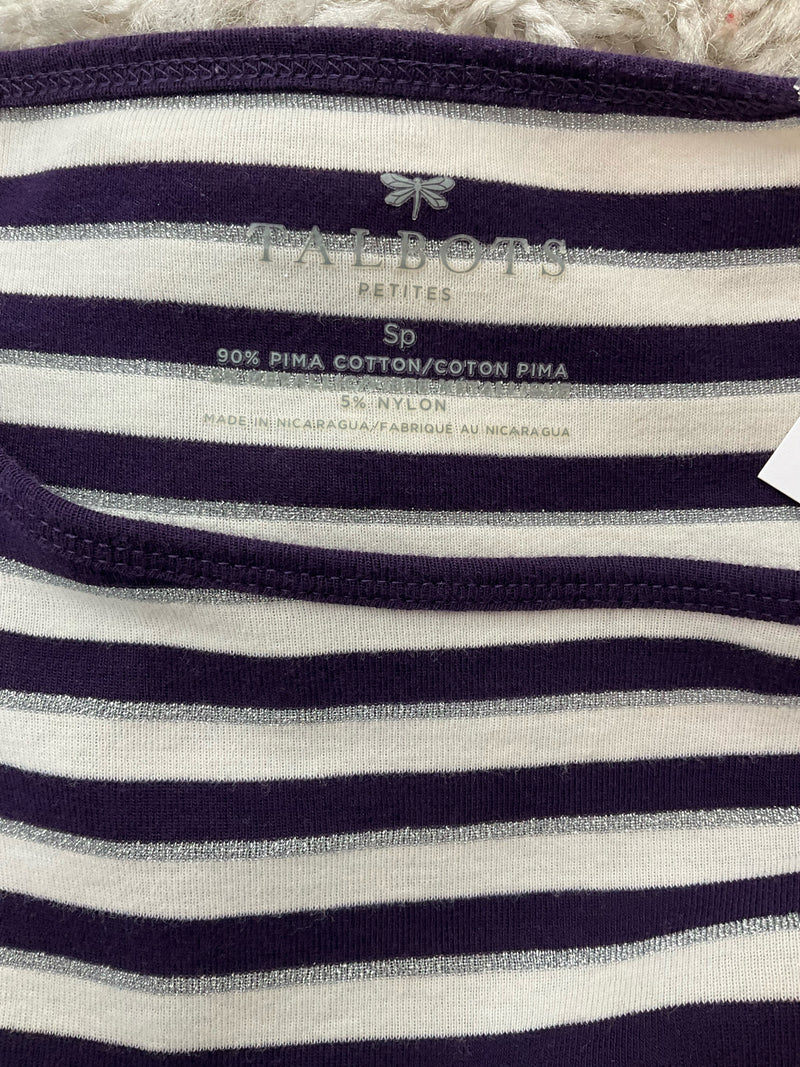 TALBOTS
PETITES
Sp
90% PIMA COTTON/COTON PIMA
5% NYLON
MADE IN NICARAGUA/FABRIQUE AU NICARAGUA